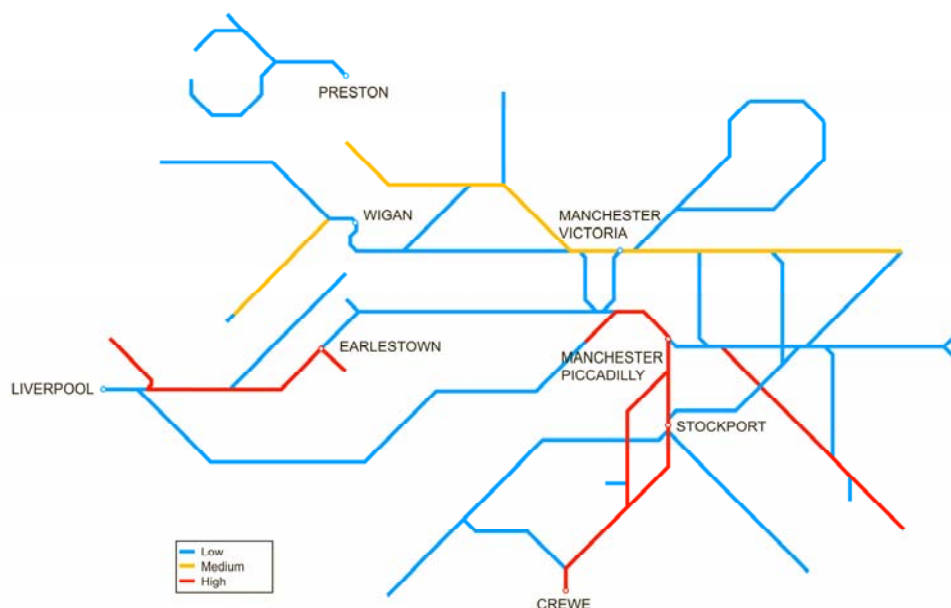 PRESTON
WIGAN
MANCHESTER
VICTORIA
EARLESTOWN
MANCHESTER
PICCADILLY
LIVERPOOL
STOCKPORT
Low
Medium
High
CREWE